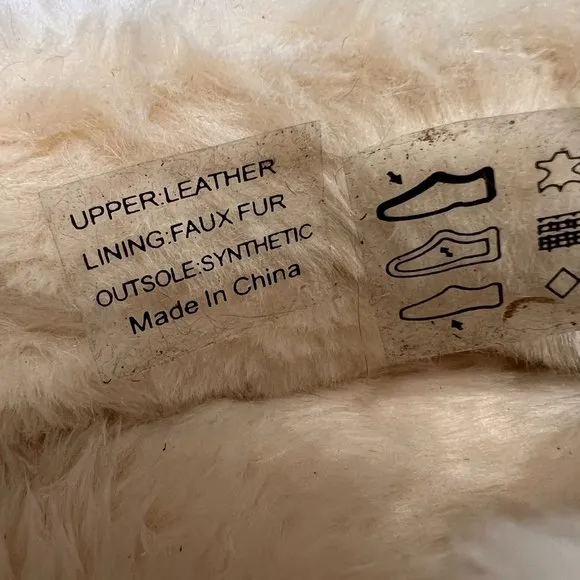 UPPER:LEATHER
LINING:FAUX FUR
OUTSOLE:SYNTHETIC
Made In China